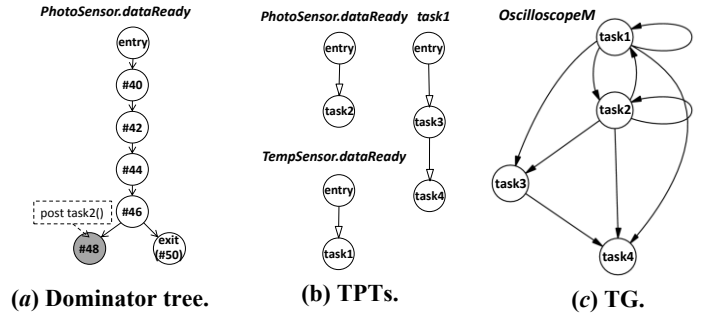 PhotoSensor.dataReady
entry
#40
#42
#44
#46
post task2()
#48
exit
(#50)
(a) Dominator tree.
PhotoSensor.dataReady
entry
task2
TempSensor.dataReady
entry
task1
task1
entry
task3
task4
(b) TPTs.
OscilloscopeM
task1
task2
task3
task4
(c) TG.